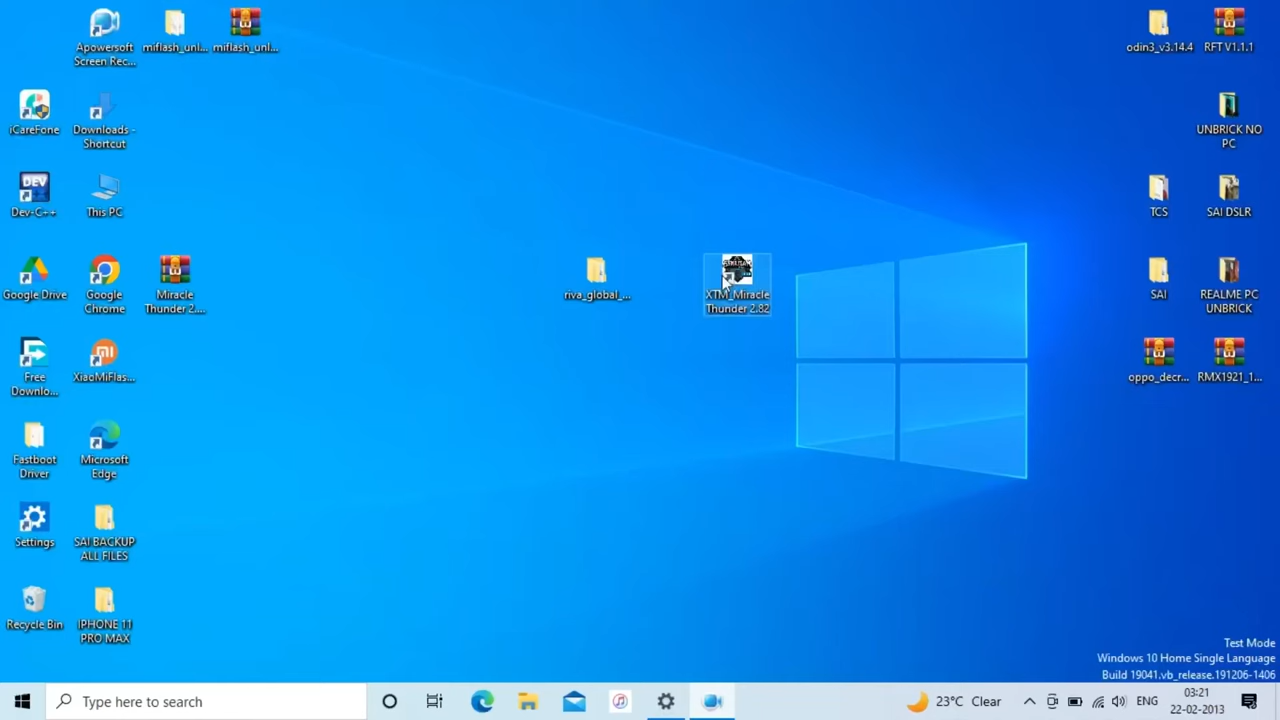 Apowersoft
Screen Rec...
miflash_unl...
miflash_unl...
odin3_v3.14.4
RFT V1.1.1
iCareFone
Downloads -
Shortcut
UNBRICK NO
PC
DEV
Dev-C++
This PC
TCS
SAI DSLR
Google Drive
Google
Chrome
Miracle
Thunder 2....
riva_global_...
XTM_Miracle
Thunder 2.82
SAI
REALME PC
UNBRICK
Free
Downlo...
XiaoMiFlas...
oppo_decr...
RMX1921_1...
Fastboot
Driver
Microsoft
Edge
Settings
SAI BACKUP
ALL FILES
Recycle Bin
IPHONE 11
PRO MAX
Test Mode
Windows 10 Home Single Language
Build 19041.vb_release.191206-1406
Type here to search
23°C Clear
ENG
03:21
22-02-2013